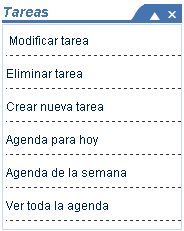 Tareas
Modificar tarea
Eliminar tarea
Crear nueva tarea
Agenda para hoy
Agenda de la semana
Ver toda la agenda